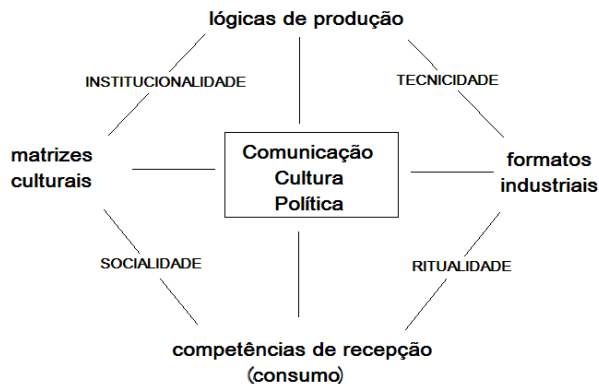 lógicas de produção
INSTITUCIONALIDADE
TECNICIDADE
matrizes
culturais
Comunicação
Cultura
Política
formatos
industriais
SOCIALIDADE
RITUALIDADE
competências de recepção
(consumo)